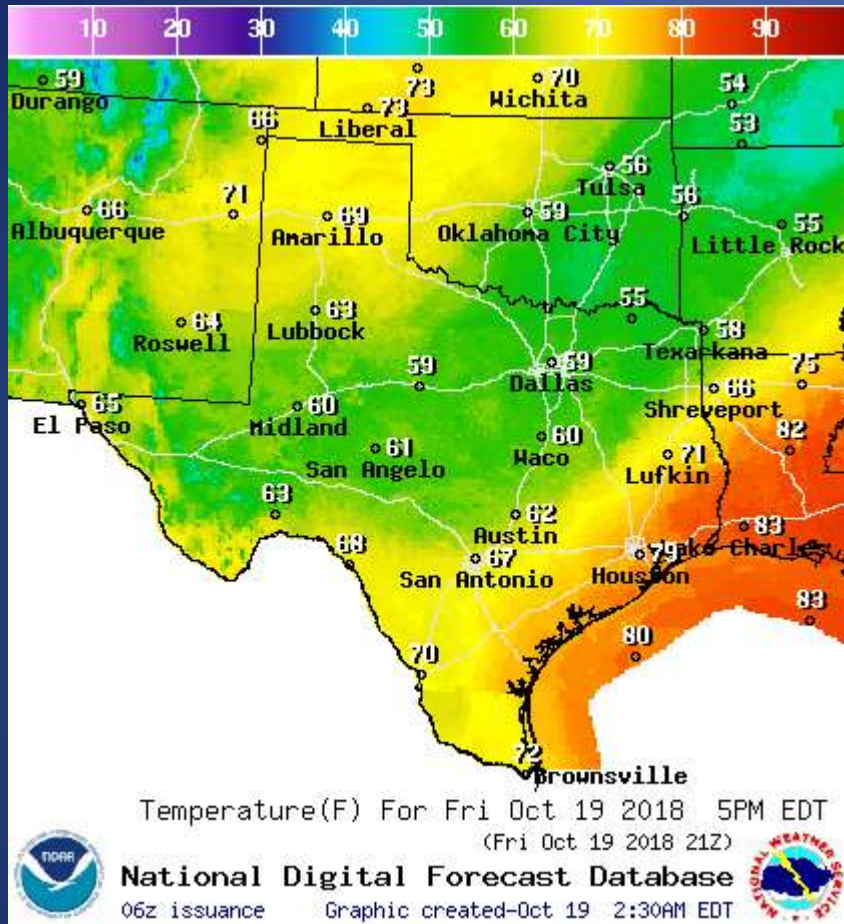 10 20 30 40 50 60 70 80 90
59
Durango
73
73
Liberal
70
Wichita
54
53
66
56
Tulsa
66
Albuquerque
71
69
Amarillo
59
Oklahoma City
56
55
Little Rock
64
Roswell
63
Lubbock
55
58
Texarkana
59
59
Dallas
75
66
Shreveport
65
El Paso
60
Midland
61
San Angelo
60
Waco
71
Lufkin
82
63
62
Austin
83
Lake Charles
68
67
San Antonio
79
Houston
83
80
70
72
Brownsville
Temperature(F) For Fri Oct 19 2018 5PM EDT
(Fri Oct 19 2018 21Z)
National Digital Forecast Database
06z issuance Graphic created-Oct 19 2:30AM EDT
NOAA
NATIONAL WEATHER SERVICE